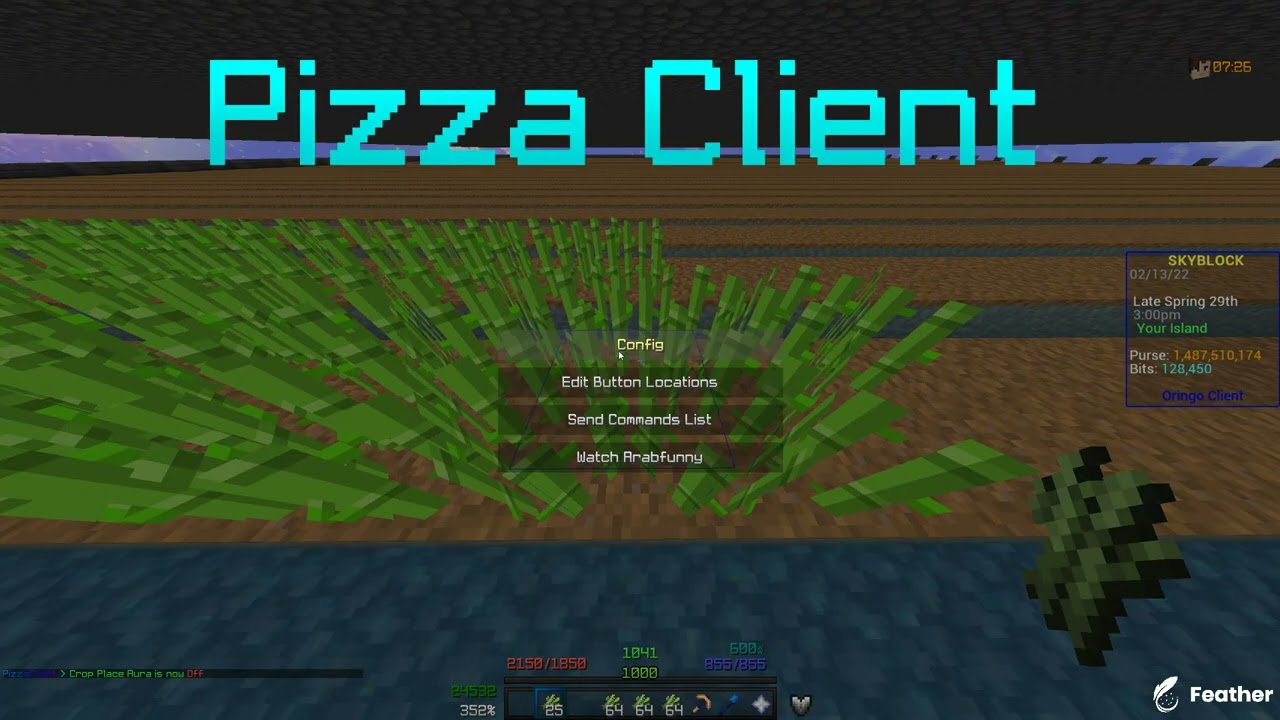 Pizza Client
07:26
SKYBLOCK
02/13/22
Late Spring 29th
3:00pm
Your Island
Purse: 1,487,510,174
Bits: 128,450
Oringo Client
Config
Edit Button Locations
Send Commands List
Watch Arabfunny
> Crop Place Aura is now Off
2150/1850
1041
1000
600
855/855
24532
352%
25
64
64
64
Feather